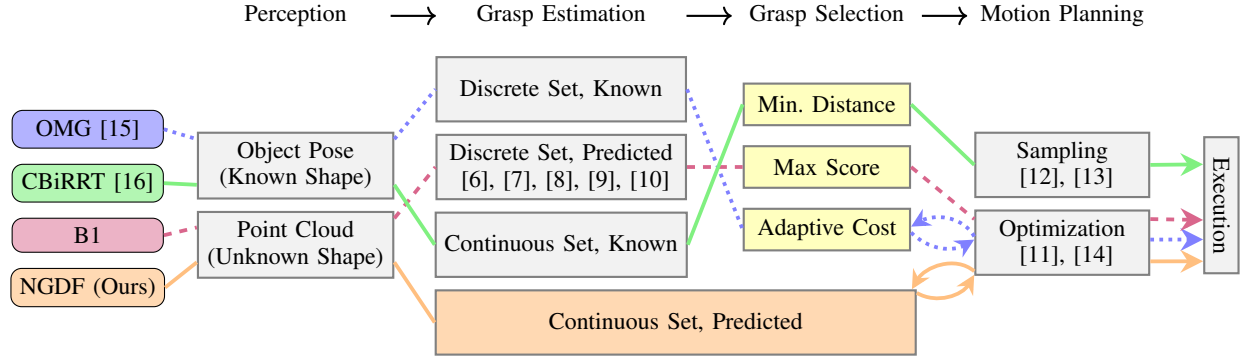 Perception → Grasp Estimation → Grasp Selection → Motion Planning
OMG [15]
CBiRRT [16]
B1
NGDF (Ours)
Object Pose
(Known Shape)
Point Cloud
(Unknown Shape)
Discrete Set, Known
Discrete Set, Predicted
[6], [7], [8], [9], [10]
Continuous Set, Known
Continuous Set, Predicted
Min. Distance
Max Score
Adaptive Cost
Sampling
[12], [13]
Optimization
[11], [14]
Execution